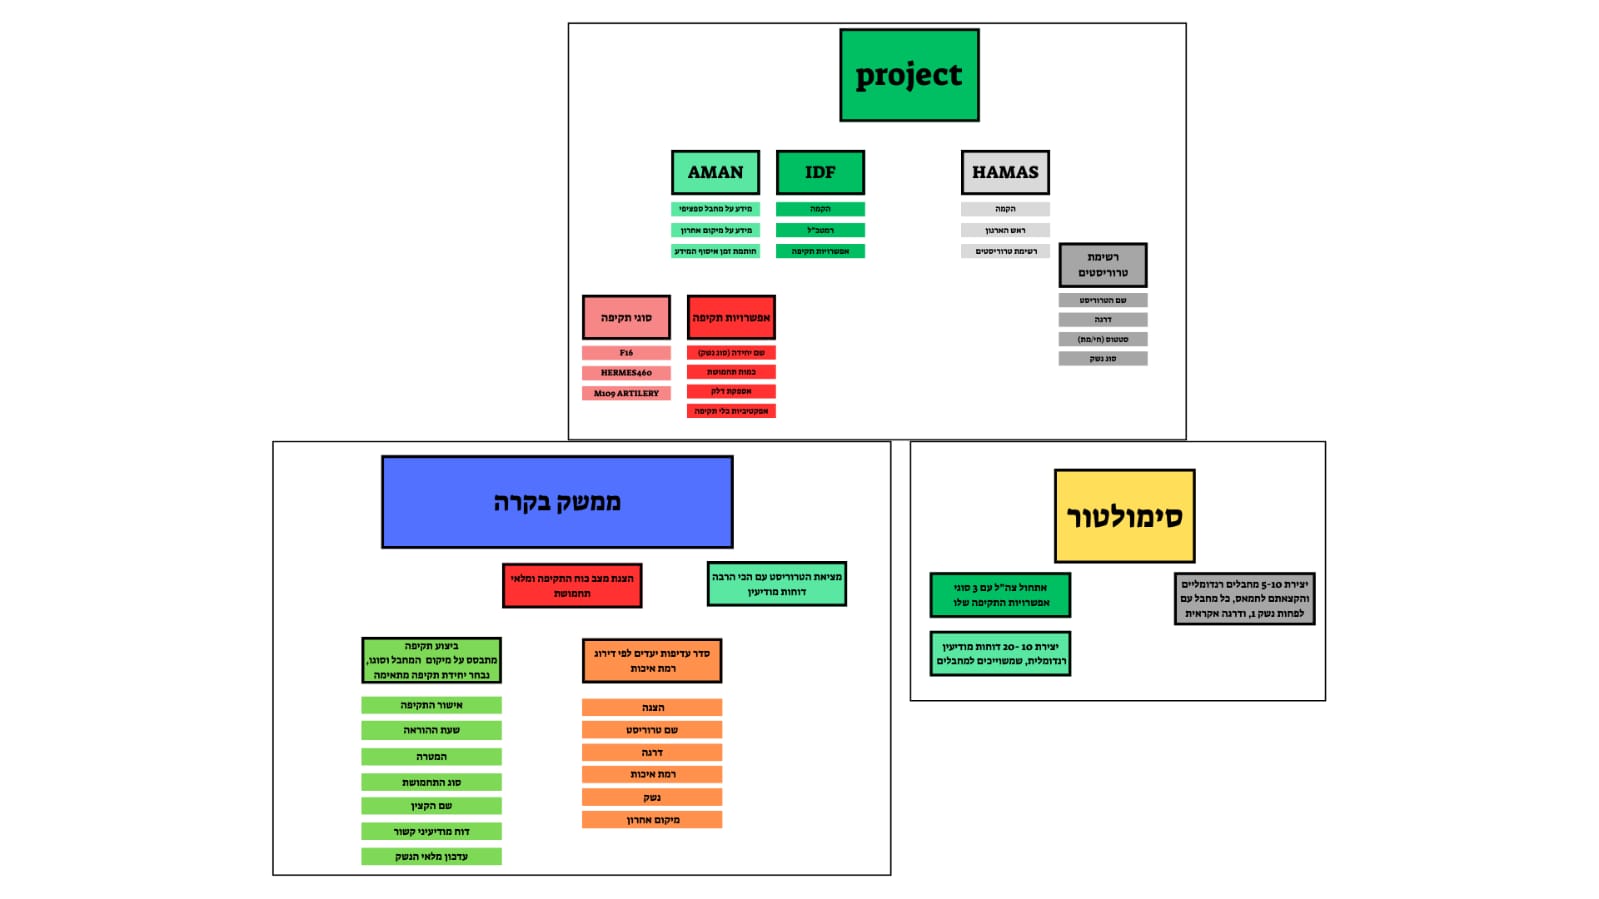 project
AMAN
מידע על מחבל ספציפי
מידע על מיקום אחרון
חותמת זמן איסוף המידע
IDF
הקמה
רמטכ"ל
אפשרויות תקיפה
HAMAS
הקמה
ראש הארגון
רשימת טרוריסטים
רשימת
טרוריסטים
שם הטרוריסט
דרגה
סטטוס (חי/מת)
סוג נשק
סוגי תקיפה
F16
HERMES460
M109 ARTILERY
אפשרויות תקיפה
שם יחידה (סוג נשק)
כמות תחמושת
אספקת דלק
אפקטיביות כלי תקיפה
ממשק בקרה
הצגת מצב כוח התקיפה ומלאי
תחמושת
מציאת הטרוריסט עם הכי הרבה
דוחות מודיעין
ביצוע תקיפה
מתבסס על מיקום המחבל וסוגו,
נבחר יחידת תקיפה מתאימה
אישור התקיפה
שעת ההוראה
המטרה
סוג התחמושת
שם הקצין
דוח מודיעיני קשור
עדכון מלאי הנשק
סדר עדיפות יעדים לפי דירוג
רמת איכות
הצגה
שם טרוריסט
דרגה
רמת איכות
נשק
מיקום אחרון
סימולטור
אתחול צה"ל עם 3 סוגי
אפשרויות התקיפה שלו
יצירת 10 -20 דוחות מודיעין
רנדומלית, שמשוייכים למחבלים
יצירת 5-10 מחבלים רנדומליים
והקצאתם לחמאס, כל מחבל עם
לפחות נשק 1, ודרגה אקראית